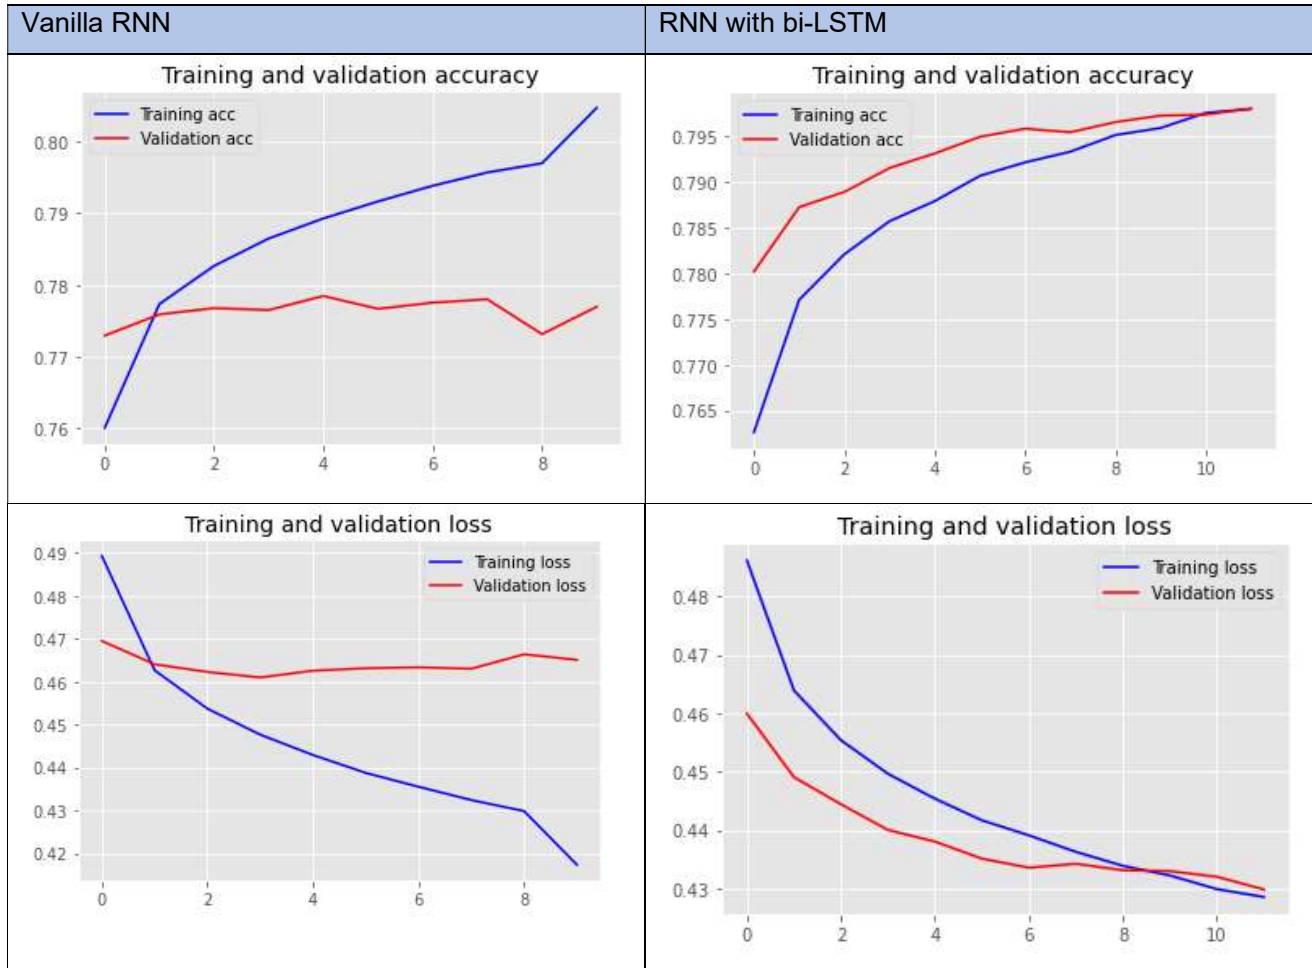 Vanilla RNN
RNN with bi-LSTM
Training and validation accuracy
Training acc
Validation acc
0.80
0.79
0.78
0.77
0.76
0 2 4 6 8
Training and validation accuracy
Training acc
Validation acc
0.795
0.790
0.785
0.780
0.775
0.770
0.765
0 2 4 6 8 10
Training and validation loss
Training loss
Validation loss
0.49
0.48
0.47
0.46
0.45
0.44
0.43
0.42
0 2 4 6 8
Training and validation loss
Training loss
Validation loss
0.48
0.47
0.46
0.45
0.44
0.43
0 2 4 6 8 10